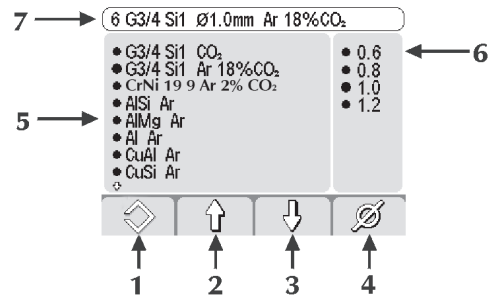 7
6 G3/4 Si1 Ø1.0mm Ar 18%CO₂
G3/4 Si1 CO₂
G3/4 Si1 Ar 18%CO₂
CrNi 19 9 Ar 2% CO₂
AlSi Ar
AlMg Ar
Al Ar
CuAl Ar
CuSi Ar
5
0.6
0.8
1.0
1.2
6
Ø
1
2
3
4